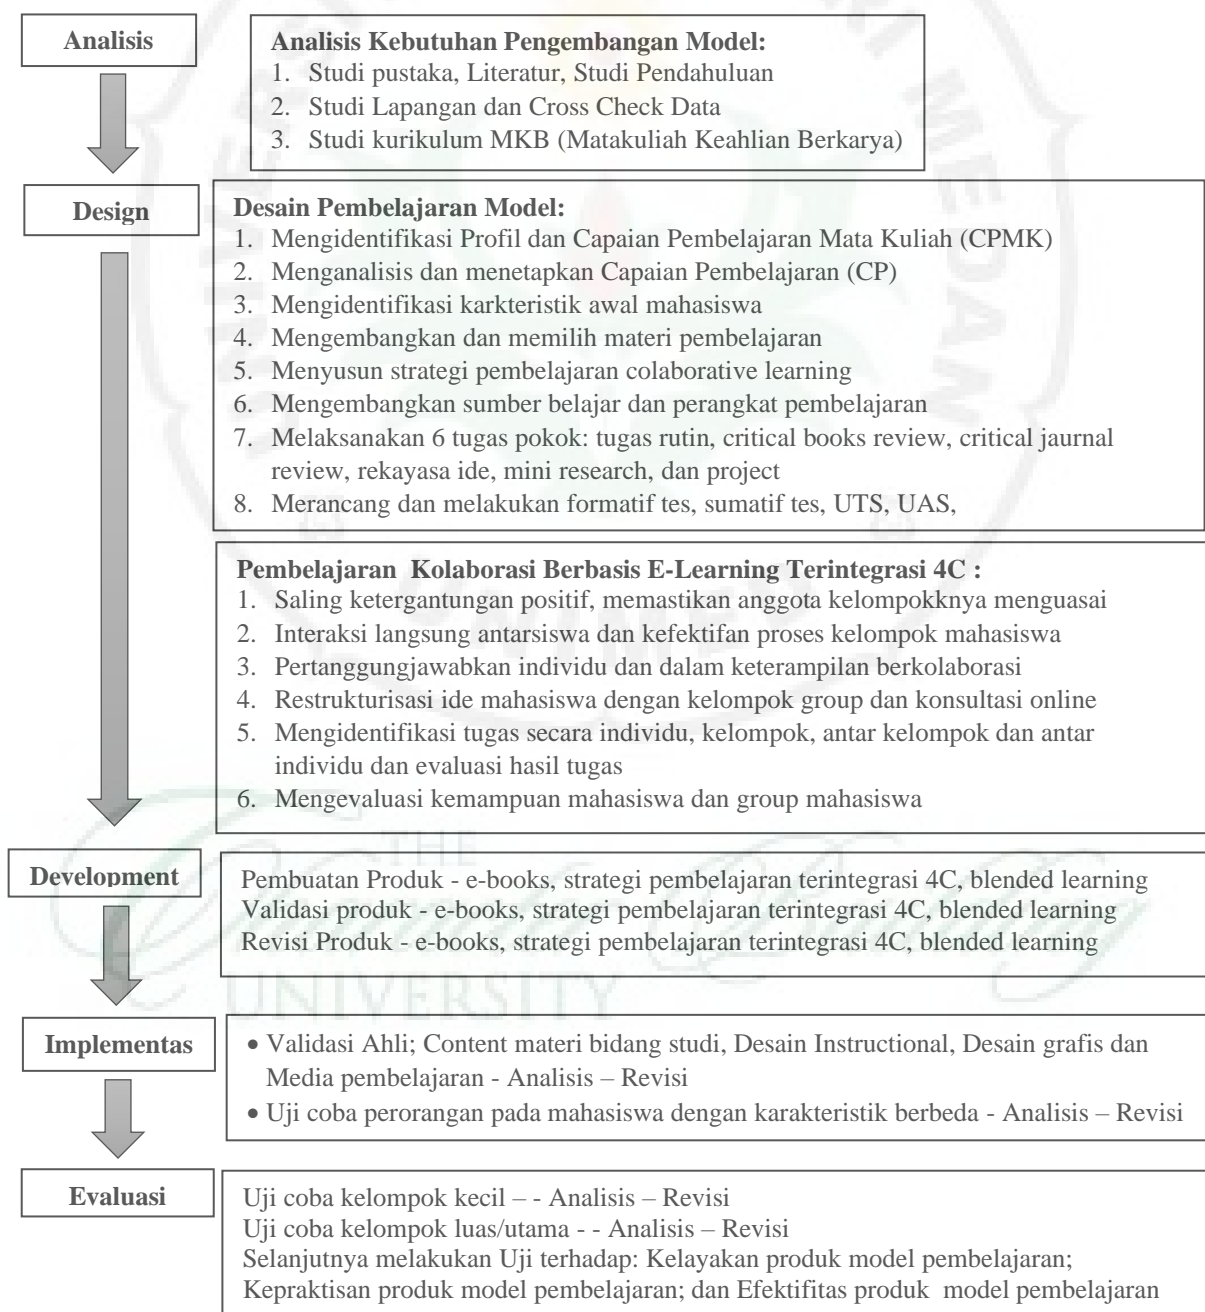 Analisis
Analisis Kebutuhan Pengembangan Model:
1. Studi pustaka, Literatur, Studi Pendahuluan
2. Studi Lapangan dan Cross Check Data
3. Studi kurikulum MKB (Matakuliah Keahlian Berkarya)
Design
Desain Pembelajaran Model:
1. Mengidentifikasi Profil dan Capaian Pembelajaran Mata Kuliah (CPMK)
2. Menganalisis dan menetapkan Capaian Pembelajaran (CP)
3. Mengidentifikasi karkteristik awal mahasiswa
4. Mengembangkan dan memilih materi pembelajaran
5. Menyusun strategi pembelajaran colaborative learning
6. Mengembangkan sumber belajar dan perangkat pembelajaran
7. Melaksanakan 6 tugas pokok: tugas rutin, critical books review, critical jaurnal
review, rekayasa ide, mini research, dan project
8. Merancang dan melakukan formatif tes, sumatif tes, UTS, UAS,
Pembelajaran Kolaborasi Berbasis E-Learning Terintegrasi 4C :
1. Saling ketergantungan positif, memastikan anggota kelompokknya menguasai
2. Interaksi langsung antarsiswa dan kefektifan proses kelompok mahasiswa
3. Pertanggungjawabkan individu dan dalam keterampilan berkolaborasi
4. Restrukturisasi ide mahasiswa dengan kelompok group dan konsultasi online
5. Mengidentifikasi tugas secara individu, kelompok, antar kelompok dan antar
individu dan evaluasi hasil tugas
6. Mengevaluasi kemampuan mahasiswa dan group mahasiswa
Development
Pembuatan Produk - e-books, strategi pembelajaran terintegrasi 4C, blended learning
Validasi produk - e-books, strategi pembelajaran terintegrasi 4C, blended learning
Revisi Produk - e-books, strategi pembelajaran terintegrasi 4C, blended learning
Implementas
• Validasi Ahli; Content materi bidang studi, Desain Instructional, Desain grafis dan
Media pembelajaran - Analisis – Revisi
• Uji coba perorangan pada mahasiswa dengan karakteristik berbeda - Analisis – Revisi
Evaluasi
Uji coba kelompok kecil – - Analisis – Revisi
Uji coba kelompok luas/utama - - Analisis – Revisi
Selanjutnya melakukan Uji terhadap: Kelayakan produk model pembelajaran;
Kepraktisan produk model pembelajaran; dan Efektifitas produk model pembelajaran
MEDAN
UNIMED
THE
UNIVERSITY